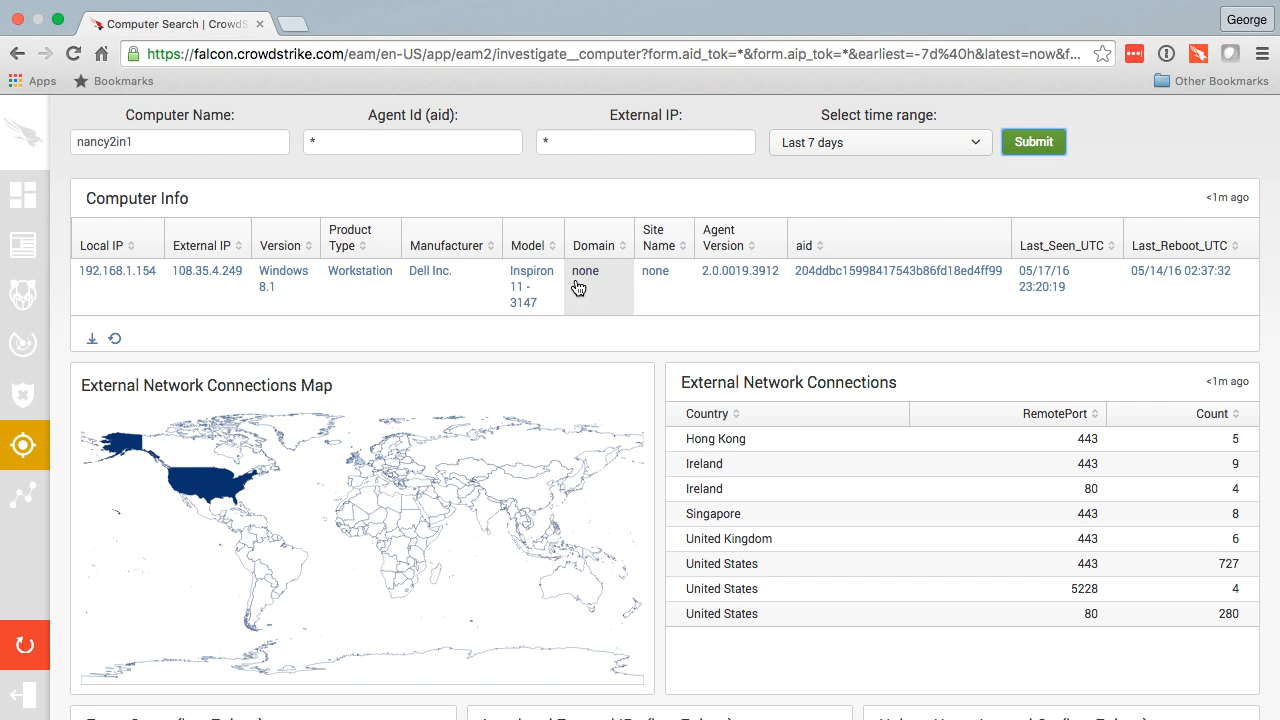 Computer Search | CrowdS
George
https://falcon.crowdstrike.com/eam/en-US/app/eam2/investigate__computer?form.aid_tok=*&form.aip_tok=*&earliest=-7d%40h&latest=now&f...
Apps
Bookmarks
Other Bookmarks
Computer Name: Agent Id (aid): External IP: Select time range:
nancy2in1 * * Last 7 days Submit
Computer Info <1m ago
Local IP External IP Version Product Type Manufacturer Model Domain Site Name Agent Version aid Last_Seen_UTC Last_Reboot_UTC
192.168.1.154 108.35.4.249 Windows 8.1 Workstation Dell Inc. Inspiron 11 - 3147 none none 2.0.0019.3912 204ddbc15998417543b86fd18ed4ff99 05/17/16 23:20:19 05/14/16 02:37:32
External Network Connections Map
External Network Connections <1m ago
Country RemotePort Count
Hong Kong 443 5
Ireland 443 9
Ireland 80 4
Singapore 443 8
United Kingdom 443 6
United States 443 727
United States 5228 4
United States 80 280